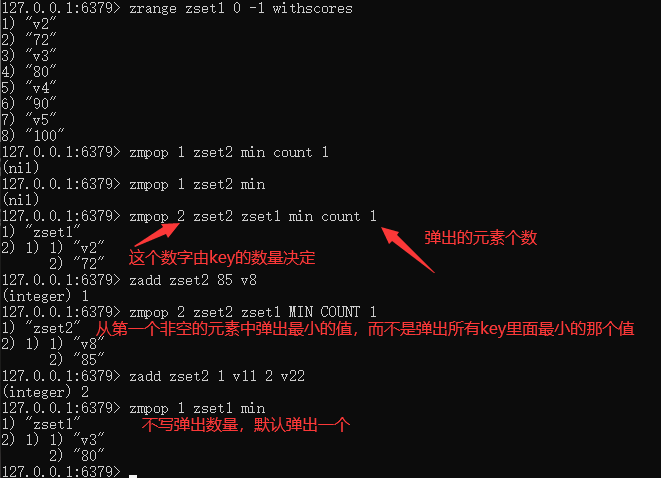 127.0.0.1:6379> zrange zset1 0 -1 withscores
1) "v2"
2) "72"
3) "v3"
4) "80"
5) "v4"
6) "90"
7) "v5"
8) "100"
127.0.0.1:6379> zmpop 1 zset2 min count 1
(nil)
127.0.0.1:6379> zmpop 1 zset2 min
(nil)
127.0.0.1:6379> zmpop 2 zset2 zset1 min count 1
1) "zset1"
弹出的元素个数
2) 1) 1) "v2"
这个数字由key的数量决定
2) "72"
127.0.0.1:6379> zadd zset2 85 v8
(integer) 1
127.0.0.1:6379> zmpop 2 zset2 zset1 MIN COUNT 1
1) "zset2" 从第一个非空的元素中弹出最小的值，而不是弹出所有key里面最小的那个值
2) 1) 1) "v8"
2) "85"
127.0.0.1:6379> zadd zset2 1 v11 2 v22
(integer) 2
127.0.0.1:6379> zmpop 1 zset1 min
1) "zset1" 不写弹出数量，默认弹出一个
2) 1) 1) "v3"
2) "80"
127.0.0.1:6379>